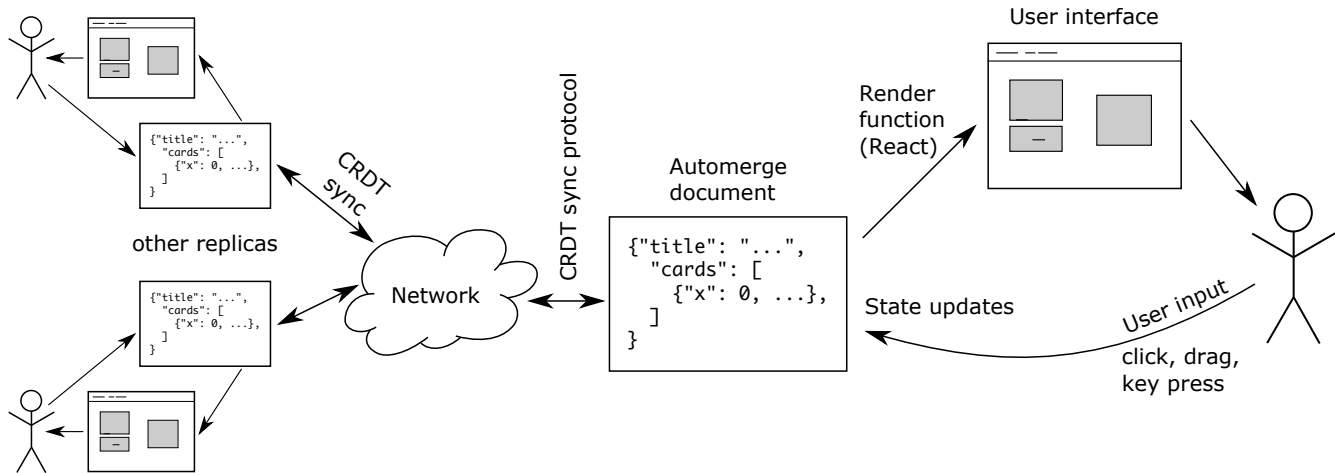 User interface
{"title": "...",
"cards": [
{"x": 0, ...},
]
}
CRDT
sync
other replicas
{"title": "...",
"cards": [
{"x": 0, ...},
]
}
Network
CRDT sync protocol
Automerge
document
{"title": "...",
"cards": [
{"x": 0, ...},
]
}
Render
function
(React)
State updates
User input
click, drag,
key press